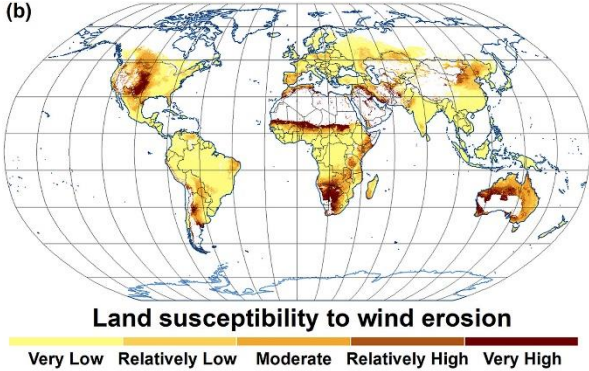 (b)
Land susceptibility to wind erosion
Very Low Relatively Low Moderate Relatively High Very High